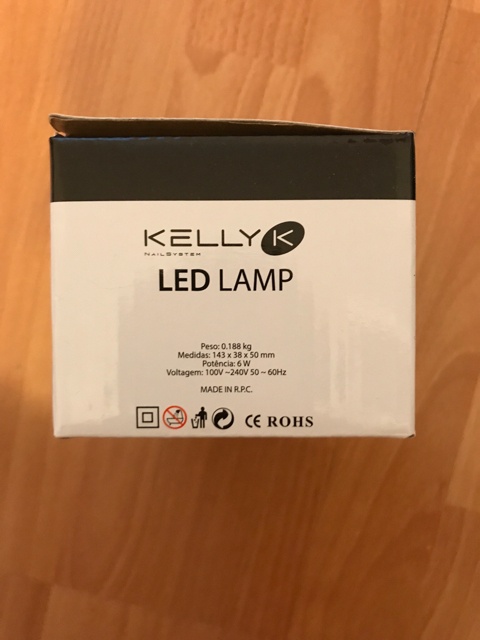 KELLY K
NAILSYSTEM
LED LAMP
Peso: 0.188 kg
Medidas: 143 x 38 x 50 mm
Potência: 6 W
Voltagem: 100V ~240V 50 ~ 60Hz
MADE IN R.P.C.
CE ROHS